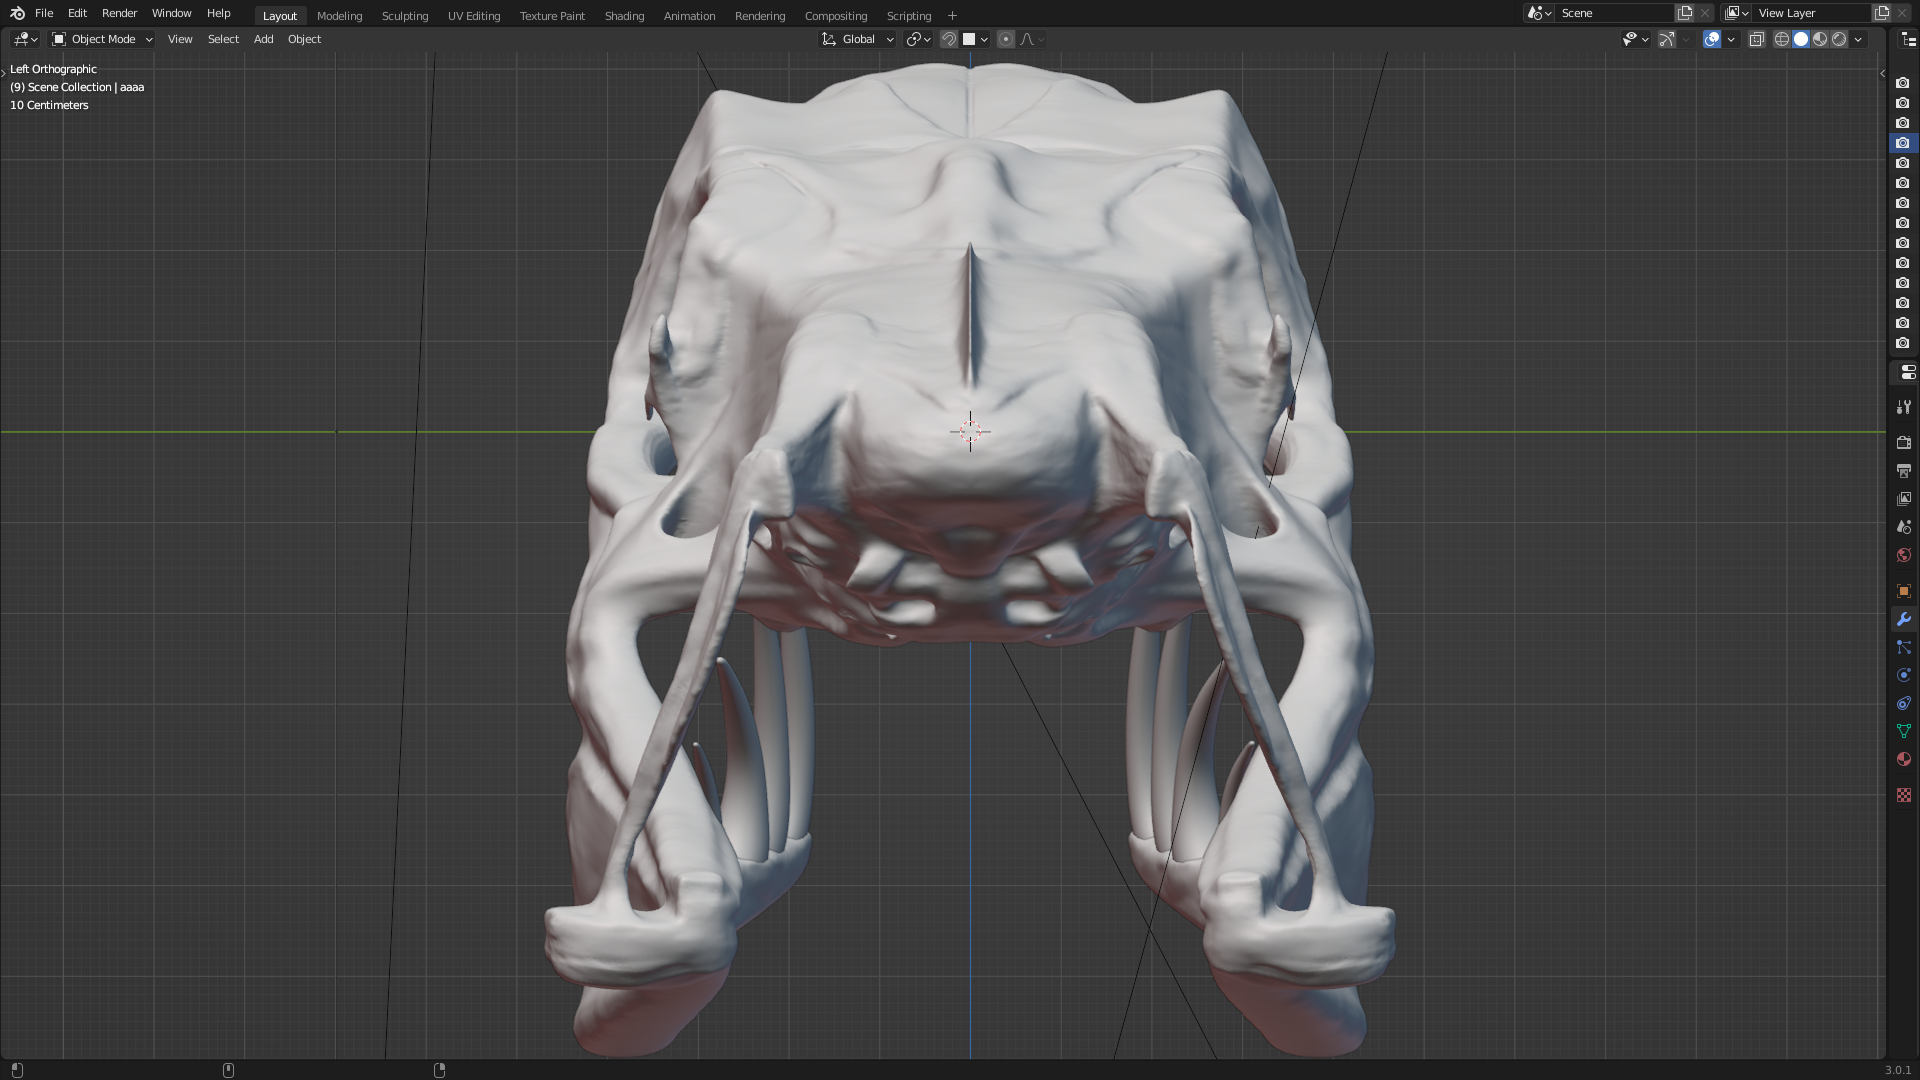 File Edit Render Window Help Layout Modeling Sculpting UV Editing Texture Paint Shading Animation Rendering Compositing Scripting + Scene View Layer
Object Mode View Select Add Object Global
Left Orthographic
(9) Scene Collection | aaaa
10 Centimeters
3.0.1